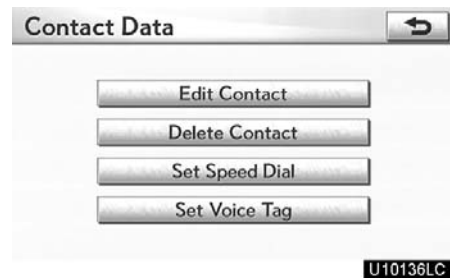 Contact Data
Edit Contact
Delete Contact
Set Speed Dial
Set Voice Tag
U10136LC